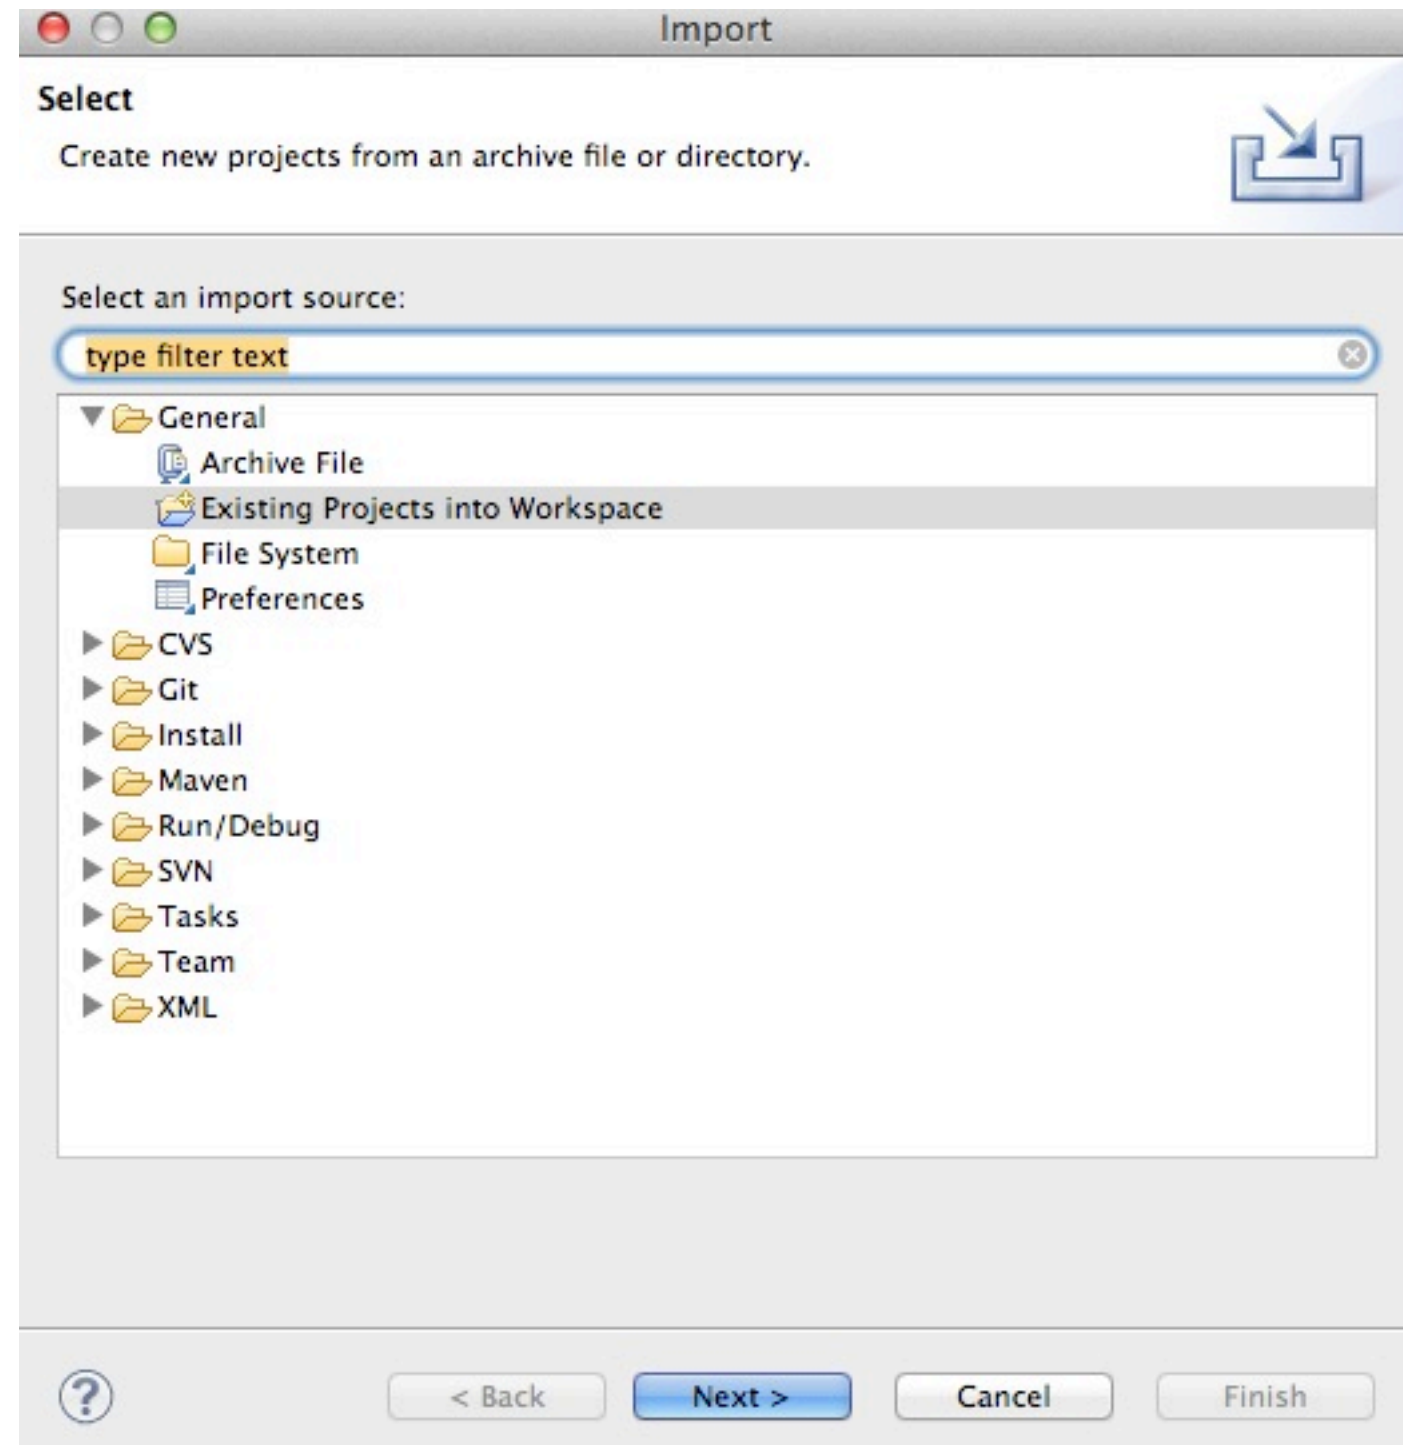 Import
Select
Create new projects from an archive file or directory.
Select an import source:
type filter text
General
Archive File
Existing Projects into Workspace
File System
Preferences
CVS
Git
Install
Maven
Run/Debug
SVN
Tasks
Team
XML
? < Back Next > Cancel Finish